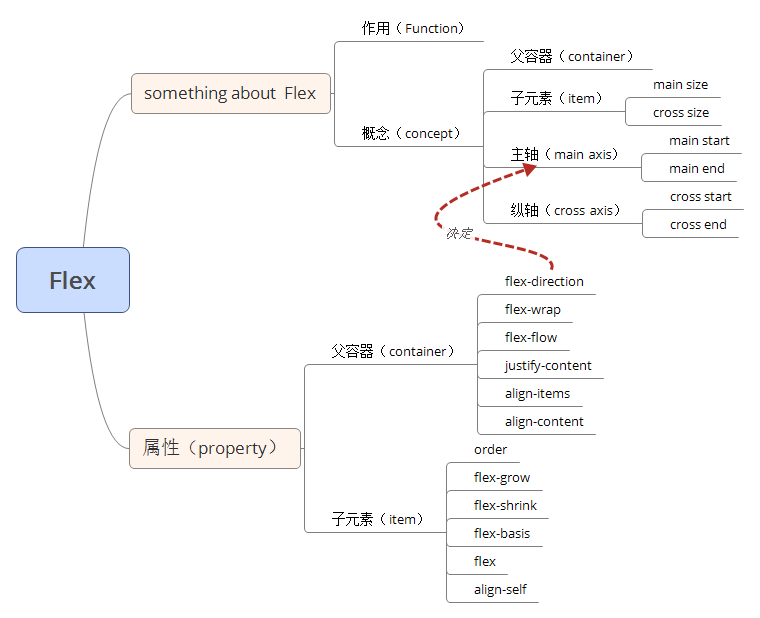 Flex
something about Flex
作用（Function）
概念（concept）
父容器（container）
子元素（item）
main size
cross size
主轴（main axis）
main start
main end
纵轴（cross axis）
cross start
cross end
决定
属性（property）
父容器（container）
flex-direction
flex-wrap
flex-flow
justify-content
align-items
align-content
子元素（item）
order
flex-grow
flex-shrink
flex-basis
flex
align-self